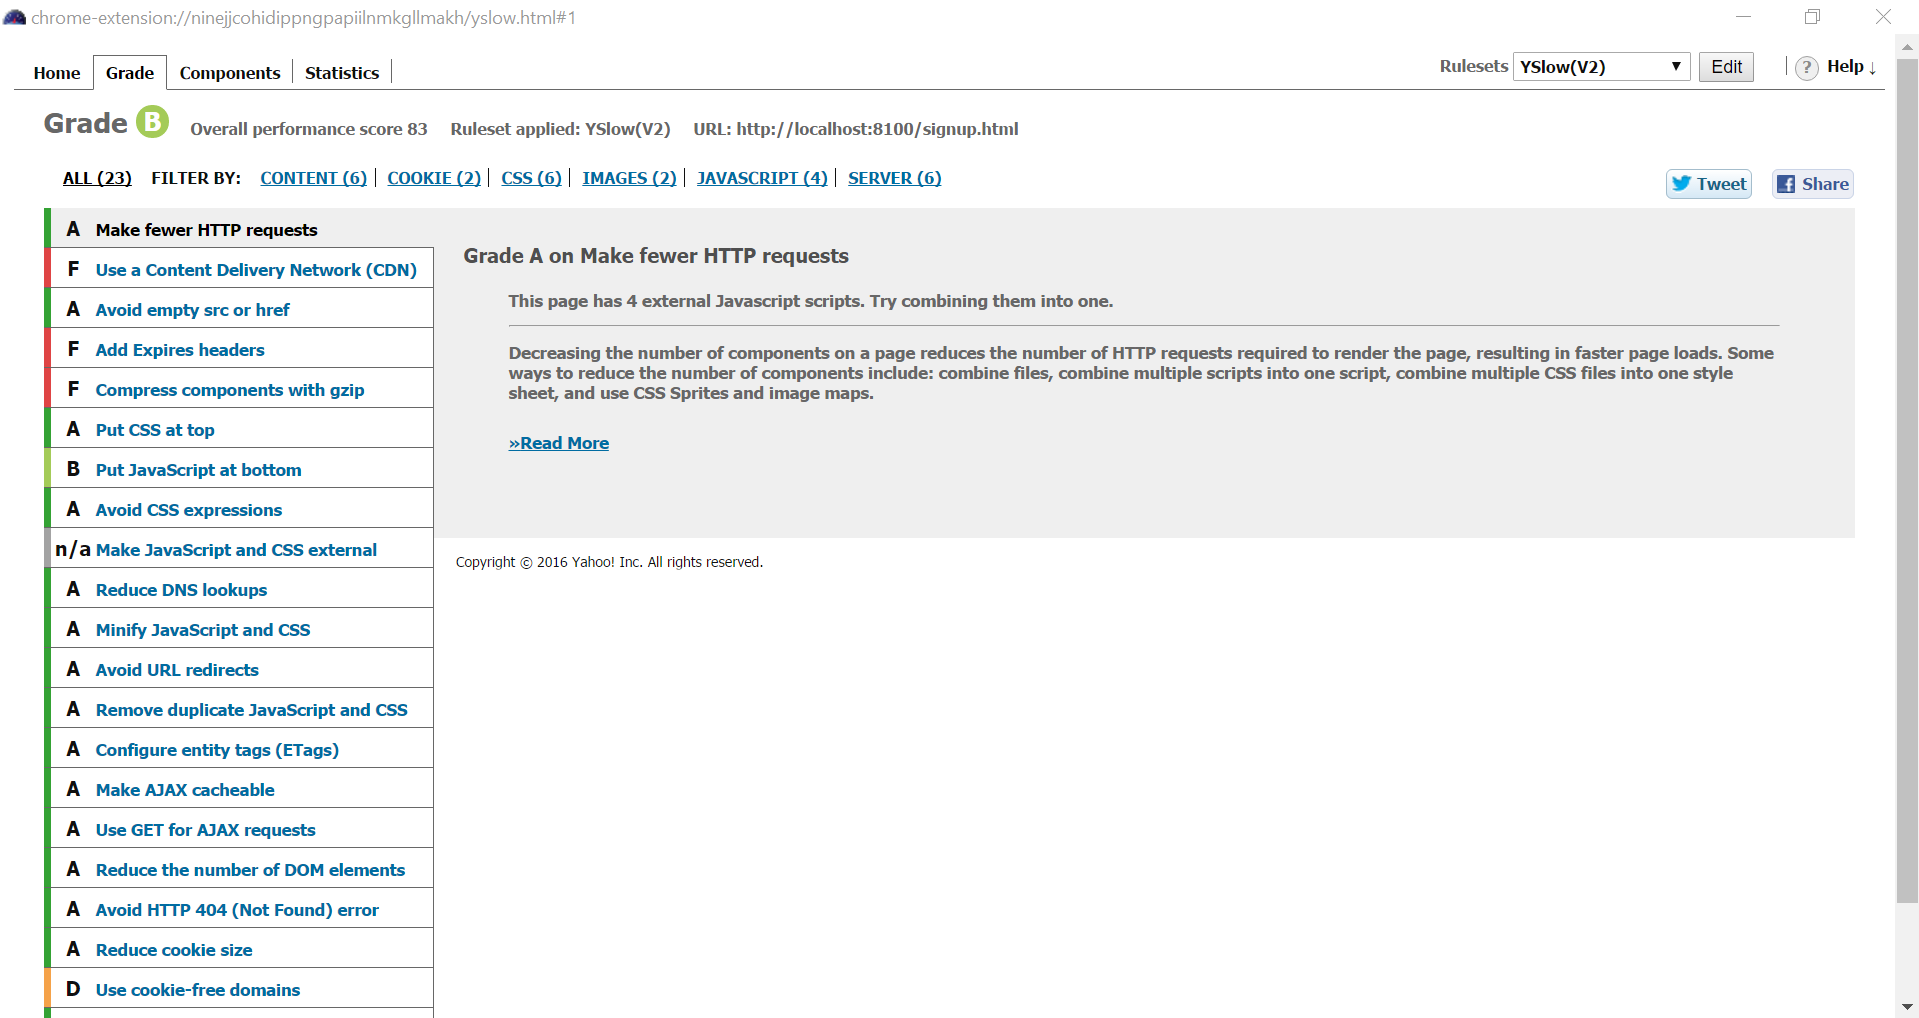 chrome-extension://ninejjcohidippngpapiilnmkgllmakh/yslow.html#1
Home Grade Components Statistics
Rulesets YSlow(V2) Edit ? Help ↓
Grade B Overall performance score 83 Ruleset applied: YSlow(V2) URL: http://localhost:8100/signup.html
ALL (23) FILTER BY: CONTENT (6) COOKIE (2) CSS (6) IMAGES (2) JAVASCRIPT (4) SERVER (6)
Tweet Share
A Make fewer HTTP requests
F Use a Content Delivery Network (CDN)
A Avoid empty src or href
F Add Expires headers
F Compress components with gzip
A Put CSS at top
B Put JavaScript at bottom
A Avoid CSS expressions
n/a Make JavaScript and CSS external
A Reduce DNS lookups
A Minify JavaScript and CSS
A Avoid URL redirects
A Remove duplicate JavaScript and CSS
A Configure entity tags (ETags)
A Make AJAX cacheable
A Use GET for AJAX requests
A Reduce the number of DOM elements
A Avoid HTTP 404 (Not Found) error
A Reduce cookie size
D Use cookie-free domains
Grade A on Make fewer HTTP requests
This page has 4 external Javascript scripts. Try combining them into one.
Decreasing the number of components on a page reduces the number of HTTP requests required to render the page, resulting in faster page loads. Some
ways to reduce the number of components include: combine files, combine multiple scripts into one script, combine multiple CSS files into one style
sheet, and use CSS Sprites and image maps.
»Read More
Copyright © 2016 Yahoo! Inc. All rights reserved.